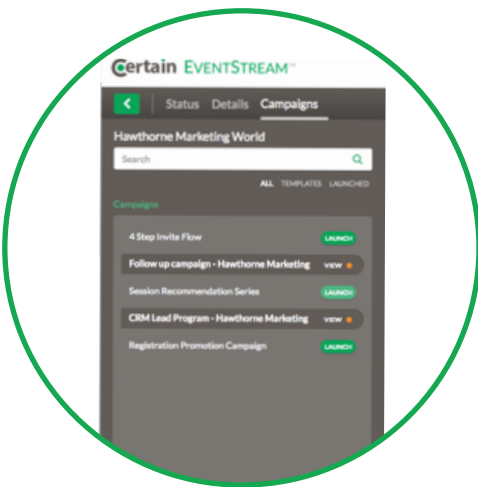 Certain EVENTSTREAM™
Status Details Campaigns
Hawthorne Marketing World
Search
ALL TEMPLATES LAUNCHED
Campaigns
4 Step Invite Flow LAUNCH
Follow up campaign - Hawthorne Marketing VIEW
Session Recommendation Series LAUNCH
CRM Lead Program - Hawthorne Marketing VIEW
Registration Promotion Campaign LAUNCH